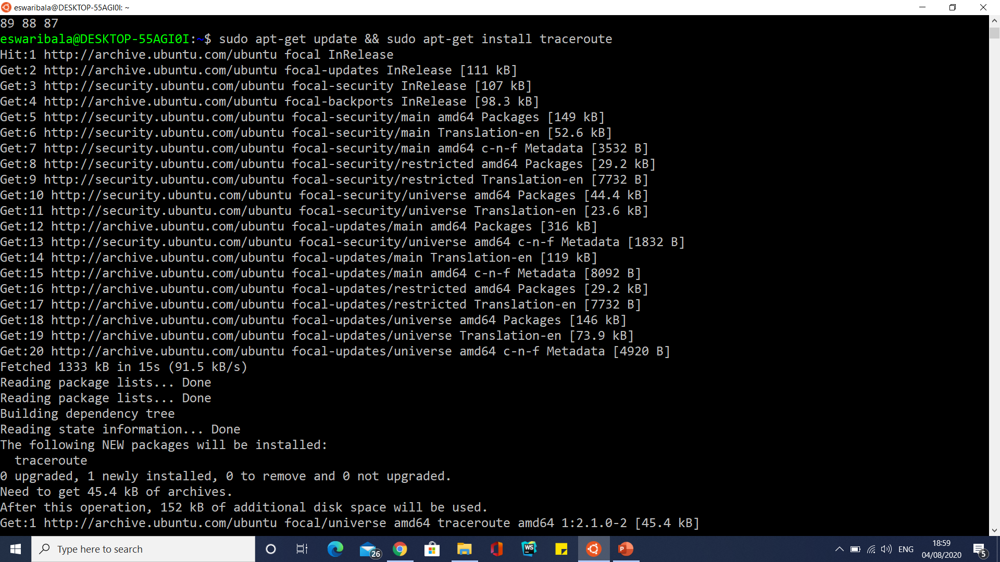 eswaribala@DESKTOP-55AGI0I: ~
89 88 87
eswaribala@DESKTOP-55AGI0I:~$ sudo apt-get update && sudo apt-get install traceroute
Hit:1 http://archive.ubuntu.com/ubuntu focal InRelease
Get:2 http://archive.ubuntu.com/ubuntu focal-updates InRelease [111 kB]
Get:3 http://security.ubuntu.com/ubuntu focal-security InRelease [107 kB]
Get:4 http://archive.ubuntu.com/ubuntu focal-backports InRelease [98.3 kB]
Get:5 http://security.ubuntu.com/ubuntu focal-security/main amd64 Packages [149 kB]
Get:6 http://security.ubuntu.com/ubuntu focal-security/main Translation-en [52.6 kB]
Get:7 http://security.ubuntu.com/ubuntu focal-security/main amd64 c-n-f Metadata [3532 B]
Get:8 http://security.ubuntu.com/ubuntu focal-security/restricted amd64 Packages [29.2 kB]
Get:9 http://security.ubuntu.com/ubuntu focal-security/restricted Translation-en [7732 B]
Get:10 http://security.ubuntu.com/ubuntu focal-security/universe amd64 Packages [44.4 kB]
Get:11 http://security.ubuntu.com/ubuntu focal-security/universe Translation-en [23.6 kB]
Get:12 http://archive.ubuntu.com/ubuntu focal-updates/main amd64 Packages [316 kB]
Get:13 http://security.ubuntu.com/ubuntu focal-security/universe amd64 c-n-f Metadata [1832 B]
Get:14 http://archive.ubuntu.com/ubuntu focal-updates/main Translation-en [119 kB]
Get:15 http://archive.ubuntu.com/ubuntu focal-updates/main amd64 c-n-f Metadata [8092 B]
Get:16 http://archive.ubuntu.com/ubuntu focal-updates/restricted amd64 Packages [29.2 kB]
Get:17 http://archive.ubuntu.com/ubuntu focal-updates/restricted Translation-en [7732 B]
Get:18 http://archive.ubuntu.com/ubuntu focal-updates/universe amd64 Packages [146 kB]
Get:19 http://archive.ubuntu.com/ubuntu focal-updates/universe Translation-en [73.9 kB]
Get:20 http://archive.ubuntu.com/ubuntu focal-updates/universe amd64 c-n-f Metadata [4920 B]
Fetched 1333 kB in 15s (91.5 kB/s)
Reading package lists... Done
Reading package lists... Done
Building dependency tree
Reading state information... Done
The following NEW packages will be installed:
  traceroute
0 upgraded, 1 newly installed, 0 to remove and 0 not upgraded.
Need to get 45.4 kB of archives.
After this operation, 152 kB of additional disk space will be used.
Get:1 http://archive.ubuntu.com/ubuntu focal/universe amd64 traceroute amd64 1:2.1.0-2 [45.4 kB]
Type here to search
26
WS
P
ENG
18:59
04/08/2020
5